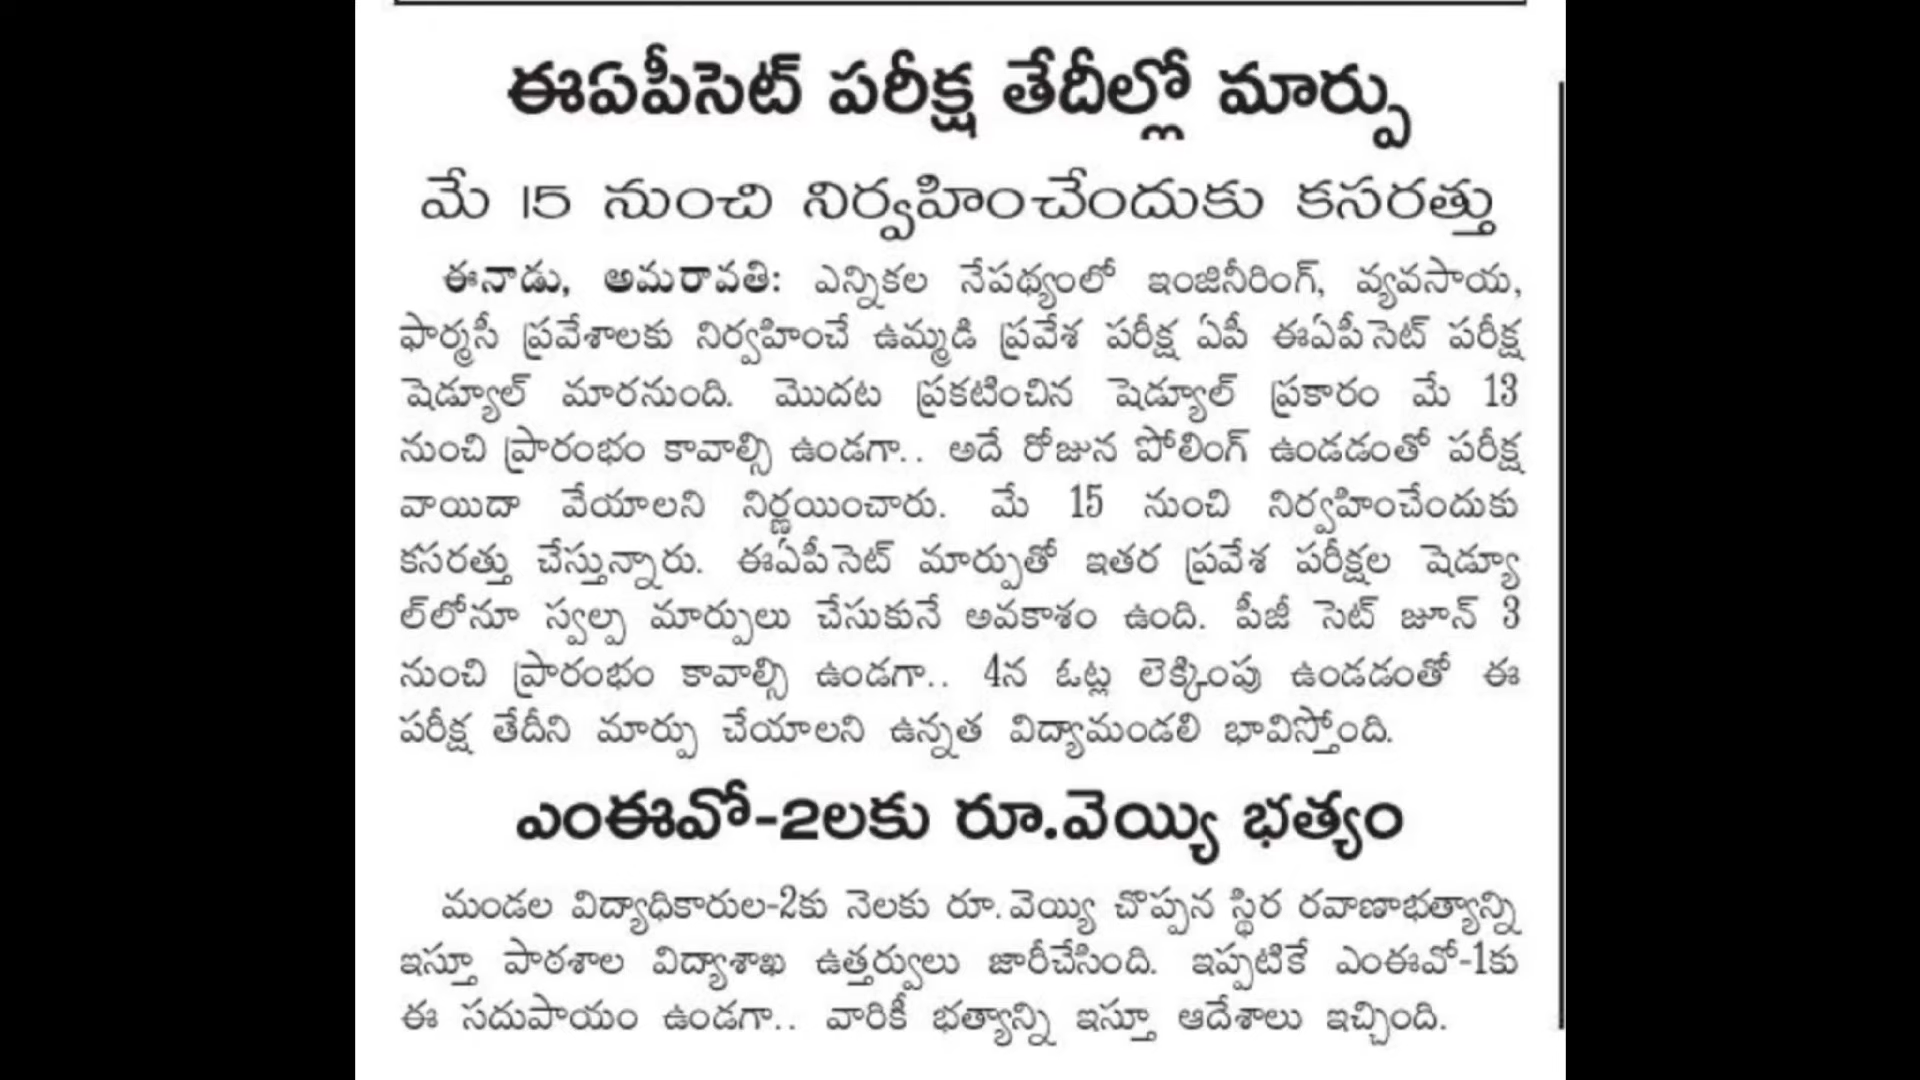 ఈఏపీసెట్ పరీక్ష తేదీల్లో మార్పు
మే 15 నుంచి నిర్వహించేందుకు కసరత్తు
ఈనాడు, అమరావతి: ఎన్నికల నేపథ్యంలో ఇంజినీరింగ్, వ్యవసాయ,
ఫార్మసీ ప్రవేశాలకు నిర్వహించే ఉమ్మడి ప్రవేశ పరీక్ష ఏపీ ఈఏపీసెట్ పరీక్ష
షెడ్యూల్ మారనుంది. మొదట ప్రకటించిన షెడ్యూల్ ప్రకారం మే 13
నుంచి ప్రారంభం కావాల్సి ఉండగా.. అదే రోజున పోలింగ్ ఉండడంతో పరీక్ష
వాయిదా వేయాలని నిర్ణయించారు. మే 15 నుంచి నిర్వహించేందుకు
కసరత్తు చేస్తున్నారు. ఈఏపీసెట్ మార్పుతో ఇతర ప్రవేశ పరీక్షల షెడ్యూ
ల్‌లోనూ స్వల్ప మార్పులు చేసుకునే అవకాశం ఉంది. పీజీ సెట్ జూన్ 3
నుంచి ప్రారంభం కావాల్సి ఉండగా.. 4న ఓట్ల లెక్కింపు ఉండడంతో ఈ
పరీక్ష తేదీని మార్పు చేయాలని ఉన్నత విద్యామండలి భావిస్తోంది.
ఎంఈవో-2లకు రూ.వెయ్యి భత్యం
మండల విద్యాధికారుల-2కు నెలకు రూ.వెయ్యి చొప్పన స్థిర రవాణాభత్యాన్ని
ఇస్తూ పాఠశాల విద్యాశాఖ ఉత్తర్వులు జారీచేసింది. ఇప్పటికే ఎంఈవో-1కు
ఈ సదుపాయం ఉండగా.. వారికీ భత్యాన్ని ఇస్తూ ఆదేశాలు ఇచ్చింది.